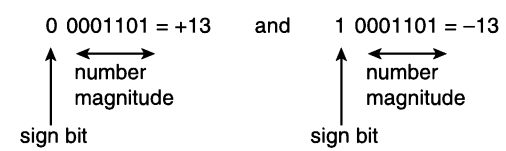 0 0001101 = +13 and 1 0001101 = –13
number number
magnitude magnitude
sign bit sign bit